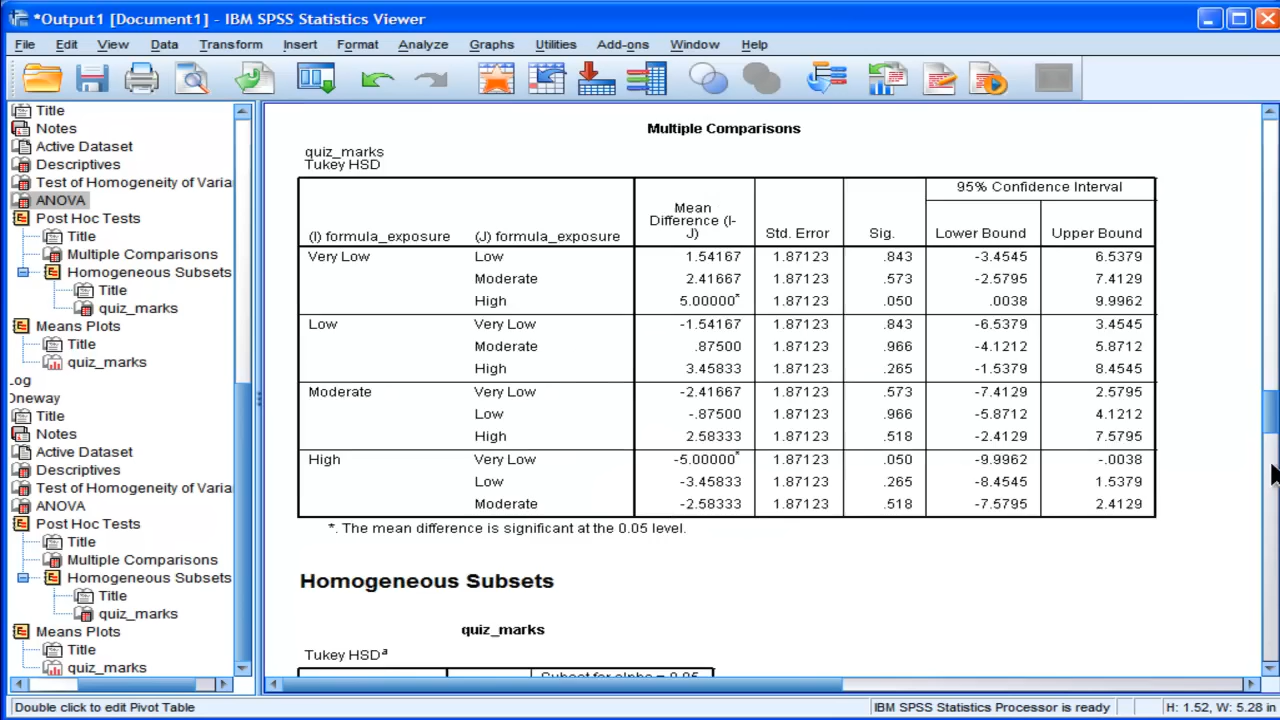 *Output1 [Document1] - IBM SPSS Statistics Viewer
File Edit View Data Transform Insert Format Analyze Graphs Utilities Add-ons Window Help
Title
Notes
Active Dataset
Descriptives
Test of Homogeneity of Varia
ANOVA
Post Hoc Tests
Title
Multiple Comparisons
Homogeneous Subsets
Title
quiz_marks
Means Plots
Title
quiz_marks
Log
Oneway
Title
Notes
Active Dataset
Descriptives
Test of Homogeneity of Varia
ANOVA
Post Hoc Tests
Title
Multiple Comparisons
Homogeneous Subsets
Title
quiz_marks
Means Plots
Title
quiz_marks
Multiple Comparisons
quiz_marks
Tukey HSD
95% Confidence Interval
(I) formula_exposure (J) formula_exposure Mean Difference (I-J) Std. Error Sig. Lower Bound Upper Bound
Very Low Low 1.54167 1.87123 .843 -3.4545 6.5379
Moderate 2.41667 1.87123 .573 -2.5795 7.4129
High 5.00000* 1.87123 .050 .0038 9.9962
Low Very Low -1.54167 1.87123 .843 -6.5379 3.4545
Moderate .87500 1.87123 .966 -4.1212 5.8712
High 3.45833 1.87123 .265 -1.5379 8.4545
Moderate Very Low -2.41667 1.87123 .573 -7.4129 2.5795
Low -.87500 1.87123 .966 -5.8712 4.1212
High 2.58333 1.87123 .518 -2.4129 7.5795
High Very Low -5.00000* 1.87123 .050 -9.9962 -.0038
Low -3.45833 1.87123 .265 -8.4545 1.5379
Moderate -2.58333 1.87123 .518 -7.5795 2.4129
*. The mean difference is significant at the 0.05 level.
Homogeneous Subsets
quiz_marks
Tukey HSDa
Subset for alpha = 0.05
Double click to edit Pivot Table
IBM SPSS Statistics Processor is ready
H: 1.52, W: 5.28 in